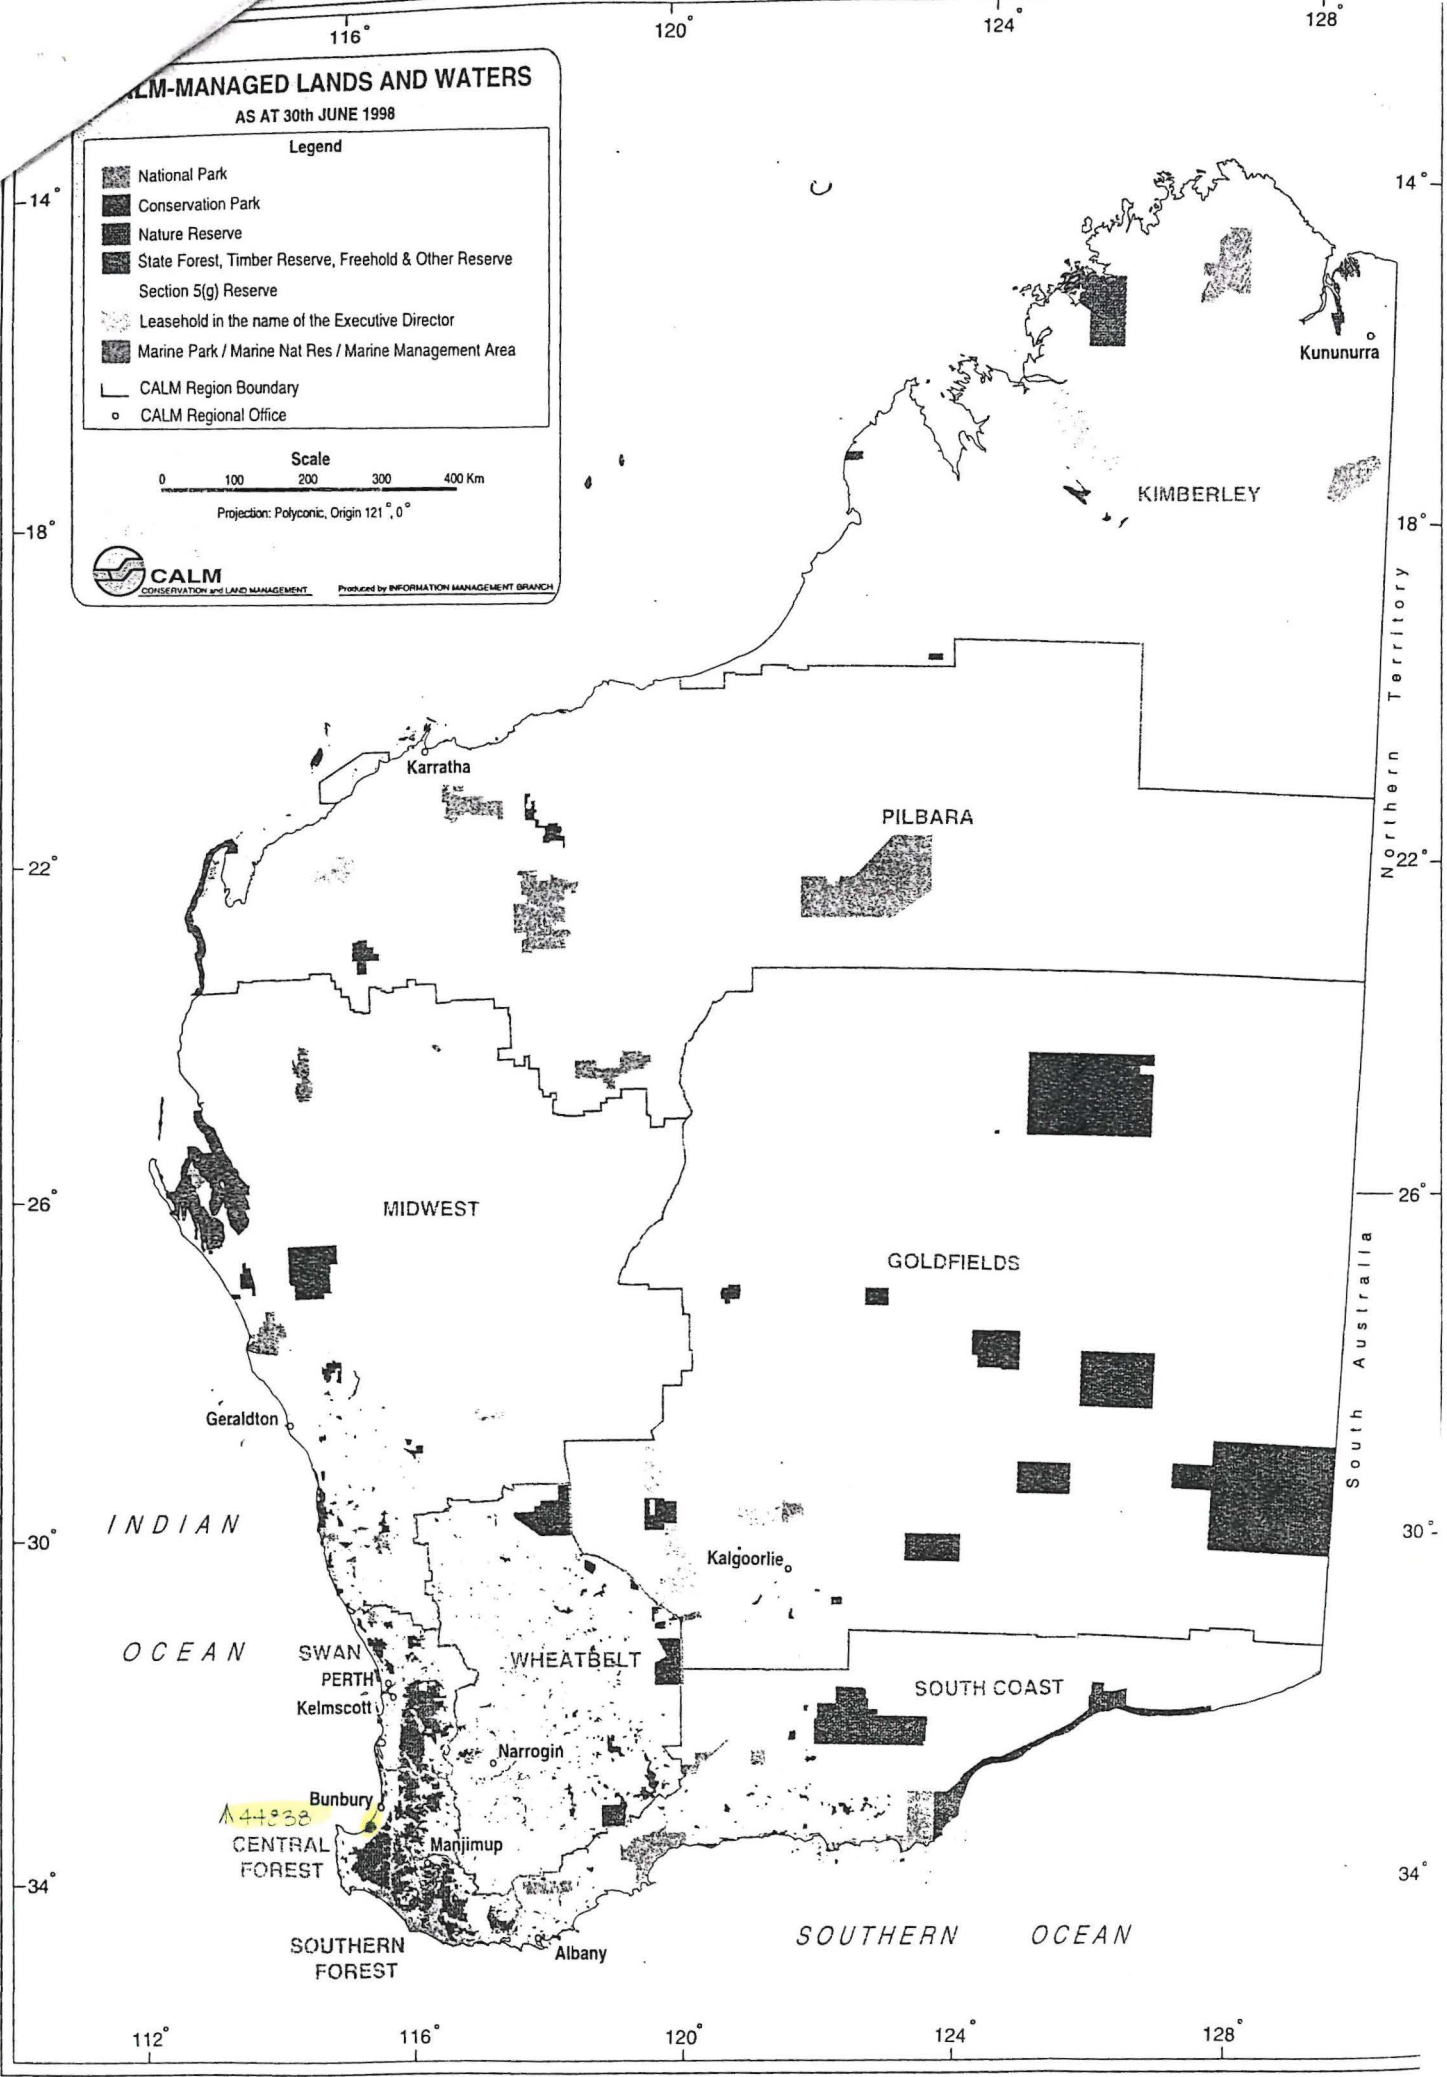 116°
120°
124°
128°
LM-MANAGED LANDS AND WATERS
AS AT 30th JUNE 1998
Legend
National Park
Conservation Park
Nature Reserve
State Forest, Timber Reserve, Freehold & Other Reserve
Section 5(g) Reserve
Leasehold in the name of the Executive Director
Marine Park / Marine Nat Res / Marine Management Area
CALM Region Boundary
CALM Regional Office
Scale
0 100 200 300 400 Km
Projection: Polyconic, Origin 121°, 0°
CALM
CONSERVATION and LAND MANAGEMENT
Produced by INFORMATION MANAGEMENT BRANCH
14°
14°
Kununurra
KIMBERLEY
18°
18°
Northern Territory
Karratha
PILBARA
22°
22°
MIDWEST
26°
26°
GOLDFIELDS
South Australia
Geraldton
INDIAN
30°
30°
Kalgoorlie
OCEAN
SWAN
PERTH
Kelmscott
WHEATBELT
SOUTH COAST
Narrogin
Bunbury
44838
CENTRAL
FOREST
Manjimup
34°
34°
SOUTHERN
FOREST
Albany
SOUTHERN OCEAN
112°
116°
120°
124°
128°